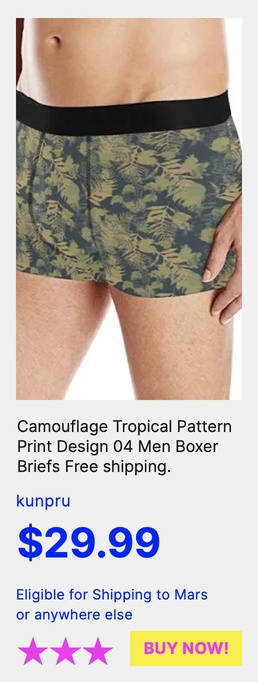 Camouflage Tropical Pattern
Print Design 04 Men Boxer
Briefs Free shipping.
kunpru
$29.99
Eligible for Shipping to Mars
or anywhere else
BUY NOW!